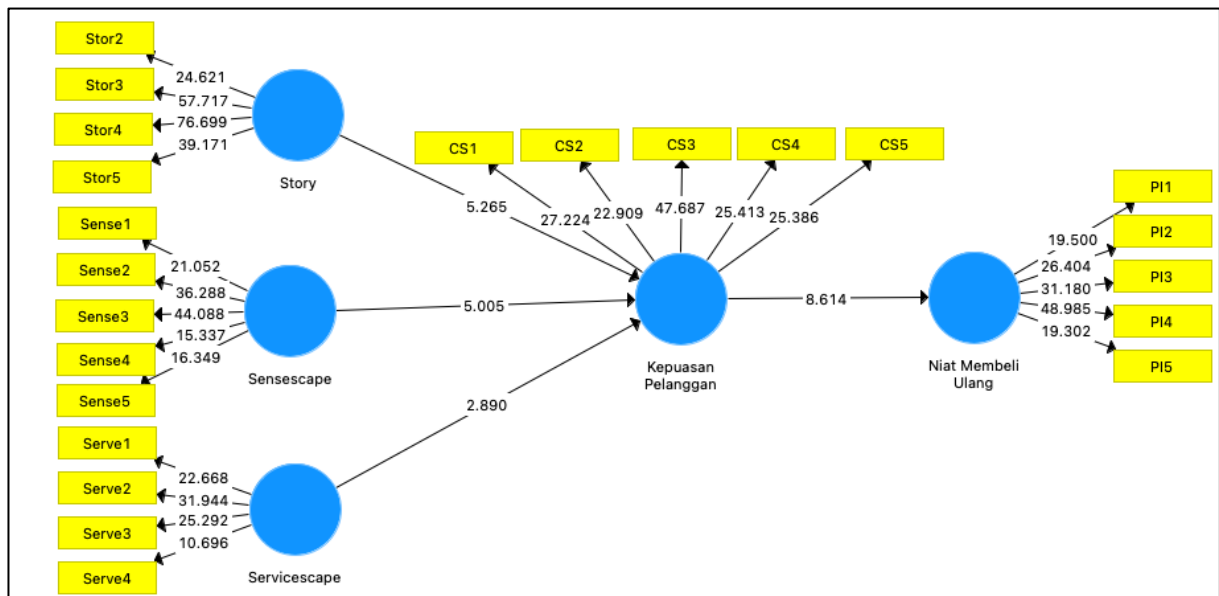 Stor2
Stor3
Stor4
Stor5
24.621
57.717
76.699
39.171
Story
5.265
Sense1
Sense2
Sense3
Sense4
Sense5
21.052
36.288
44.088
15.337
16.349
Sensescape
5.005
Serve1
Serve2
Serve3
Serve4
22.668
31.944
25.292
10.696
Servicescape
2.890
CS1
CS2
CS3
CS4
CS5
27.224
22.909
47.687
25.413
25.386
Kepuasan
Pelanggan
8.614
Niat Membeli
Ulang
19.500
26.404
31.180
48.985
19.302
PI1
PI2
PI3
PI4
PI5